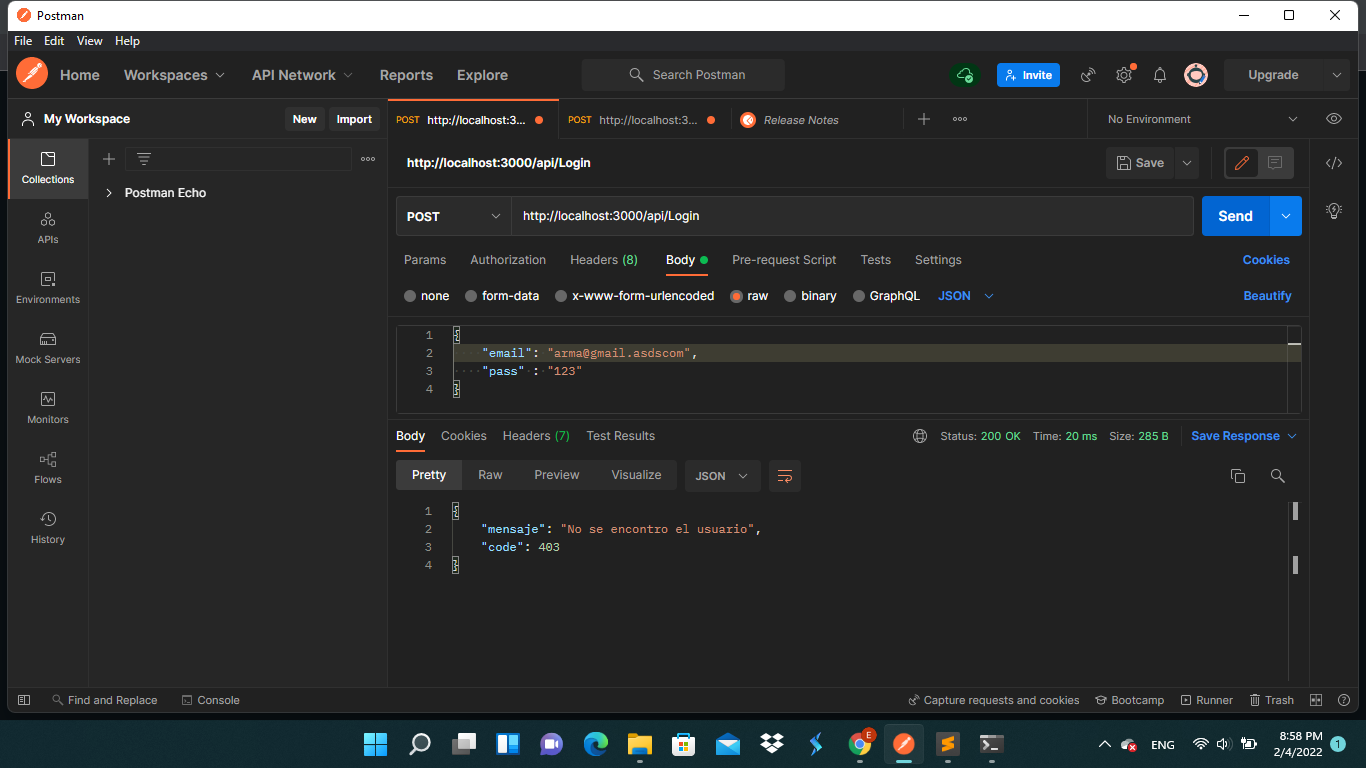 Postman
File Edit View Help
Home Workspaces API Network Reports Explore Search Postman Invite Upgrade
My Workspace New Import POST http://localhost:3... POST http://localhost:3... Release Notes No Environment
http://localhost:3000/api/Login Save
Collections
Postman Echo
POST http://localhost:3000/api/Login Send
APIs
Params Authorization Headers (8) Body Pre-request Script Tests Settings Cookies
Environments
none form-data x-www-form-urlencoded raw binary GraphQL JSON Beautify
Mock Servers
1 {
2 "email": "arma@gmail.asdscom",
3 "pass" : "123"
4 }
Monitors
Body Cookies Headers (7) Test Results Status: 200 OK Time: 20 ms Size: 285 B Save Response
Flows
Pretty Raw Preview Visualize JSON
History
1 {
2 "mensaje": "No se encontro el usuario",
3 "code": 403
4 }
Find and Replace Console Capture requests and cookies Bootcamp Runner Trash
E
ENG 8:58 PM 1
2/4/2022